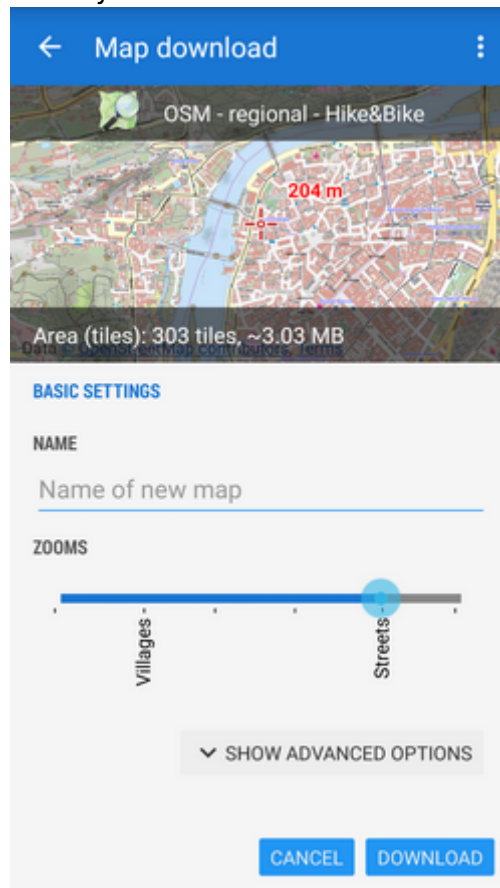 Map download
OSM - regional - Hike&Bike
204 m
Area (tiles): 303 tiles, ~3.03 MB
Data © OpenStreetMap contributors, Terms
BASIC SETTINGS
NAME
Name of new map
ZOOMS
Villages
Streets
SHOW ADVANCED OPTIONS
CANCEL
DOWNLOAD